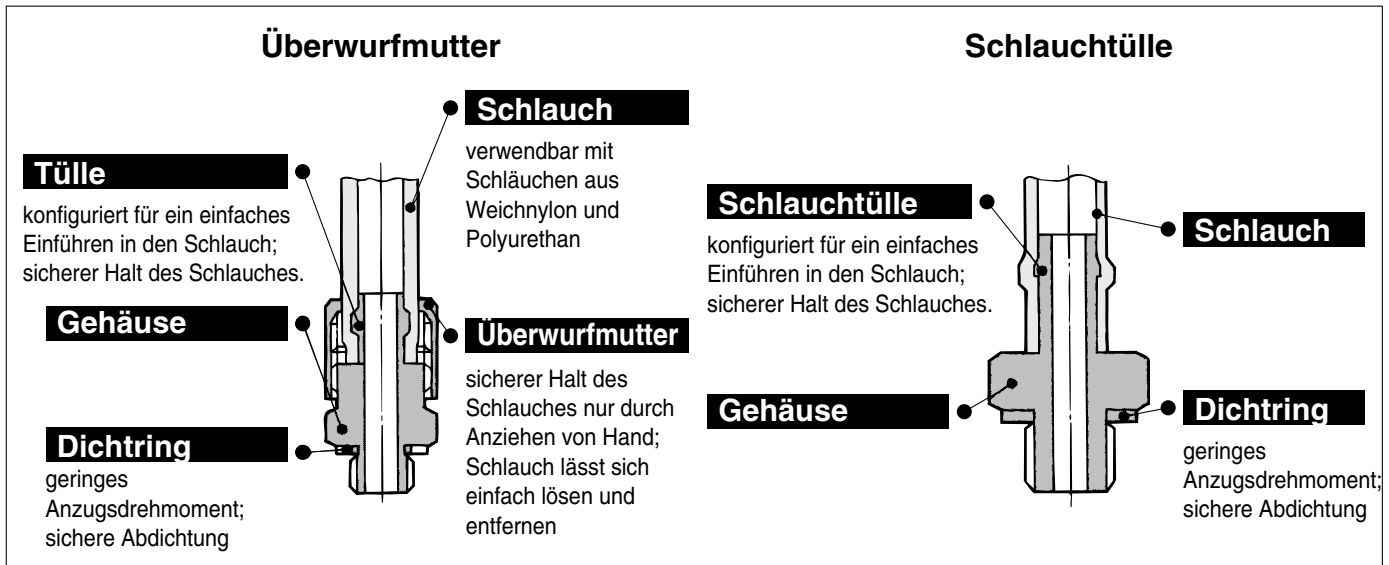 Überwurfmutter
Schlauch
verwendbar mit
Schläuchen aus
Weichnylon und
Polyurethan
Tülle
konfiguriert für ein einfaches
Einführen in den Schlauch;
sicherer Halt des Schlauches.
Gehäuse
Überwurfmutter
sicherer Halt des
Schlauches nur durch
Anziehen von Hand;
Schlauch lässt sich
einfach lösen und
entfernen
Dichtring
geringes
Anzugsdrehmoment;
sichere Abdichtung
Schlauchtülle
Schlauchtülle
konfiguriert für ein einfaches
Einführen in den Schlauch;
sicherer Halt des Schlauches.
Schlauch
Gehäuse
Dichtring
geringes
Anzugsdrehmoment;
sichere Abdichtung